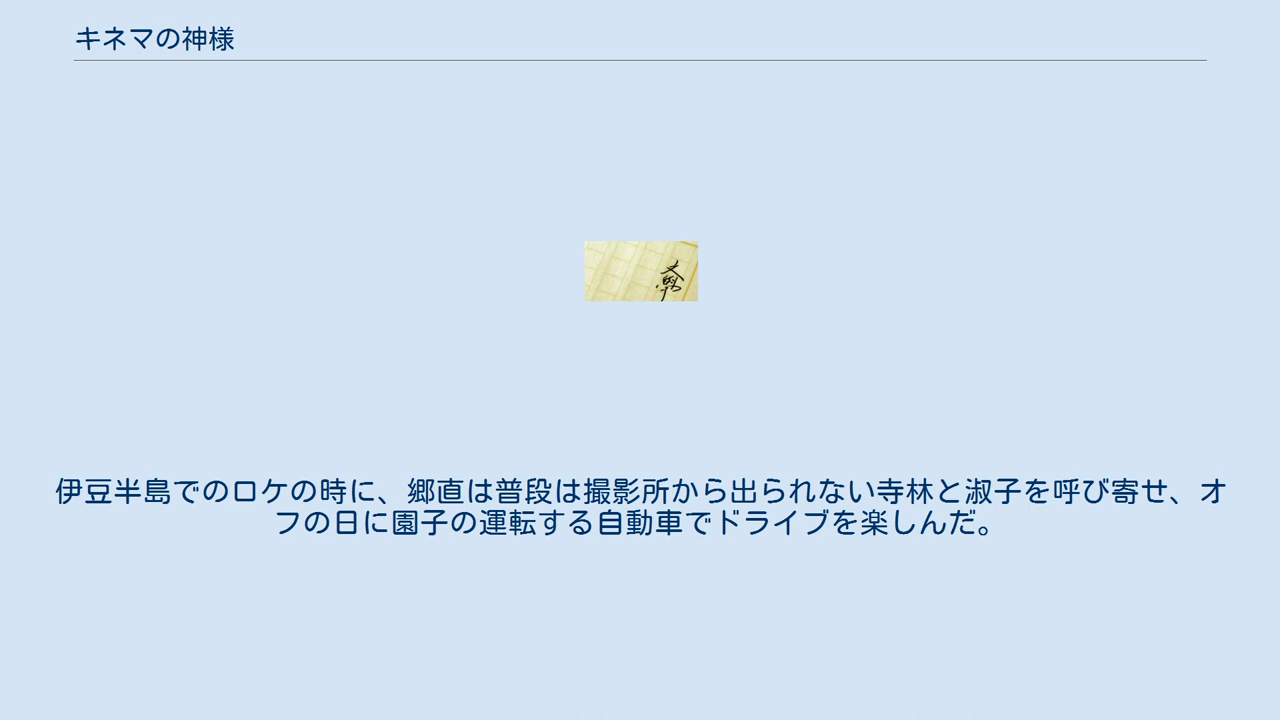 キネマの神様
伊豆半島でのロケの時に、郷直は普段は撮影所から出られない寺林と淑子を呼び寄せ、オ
フの日に園子の運転する自動車でドライブを楽しんだ。